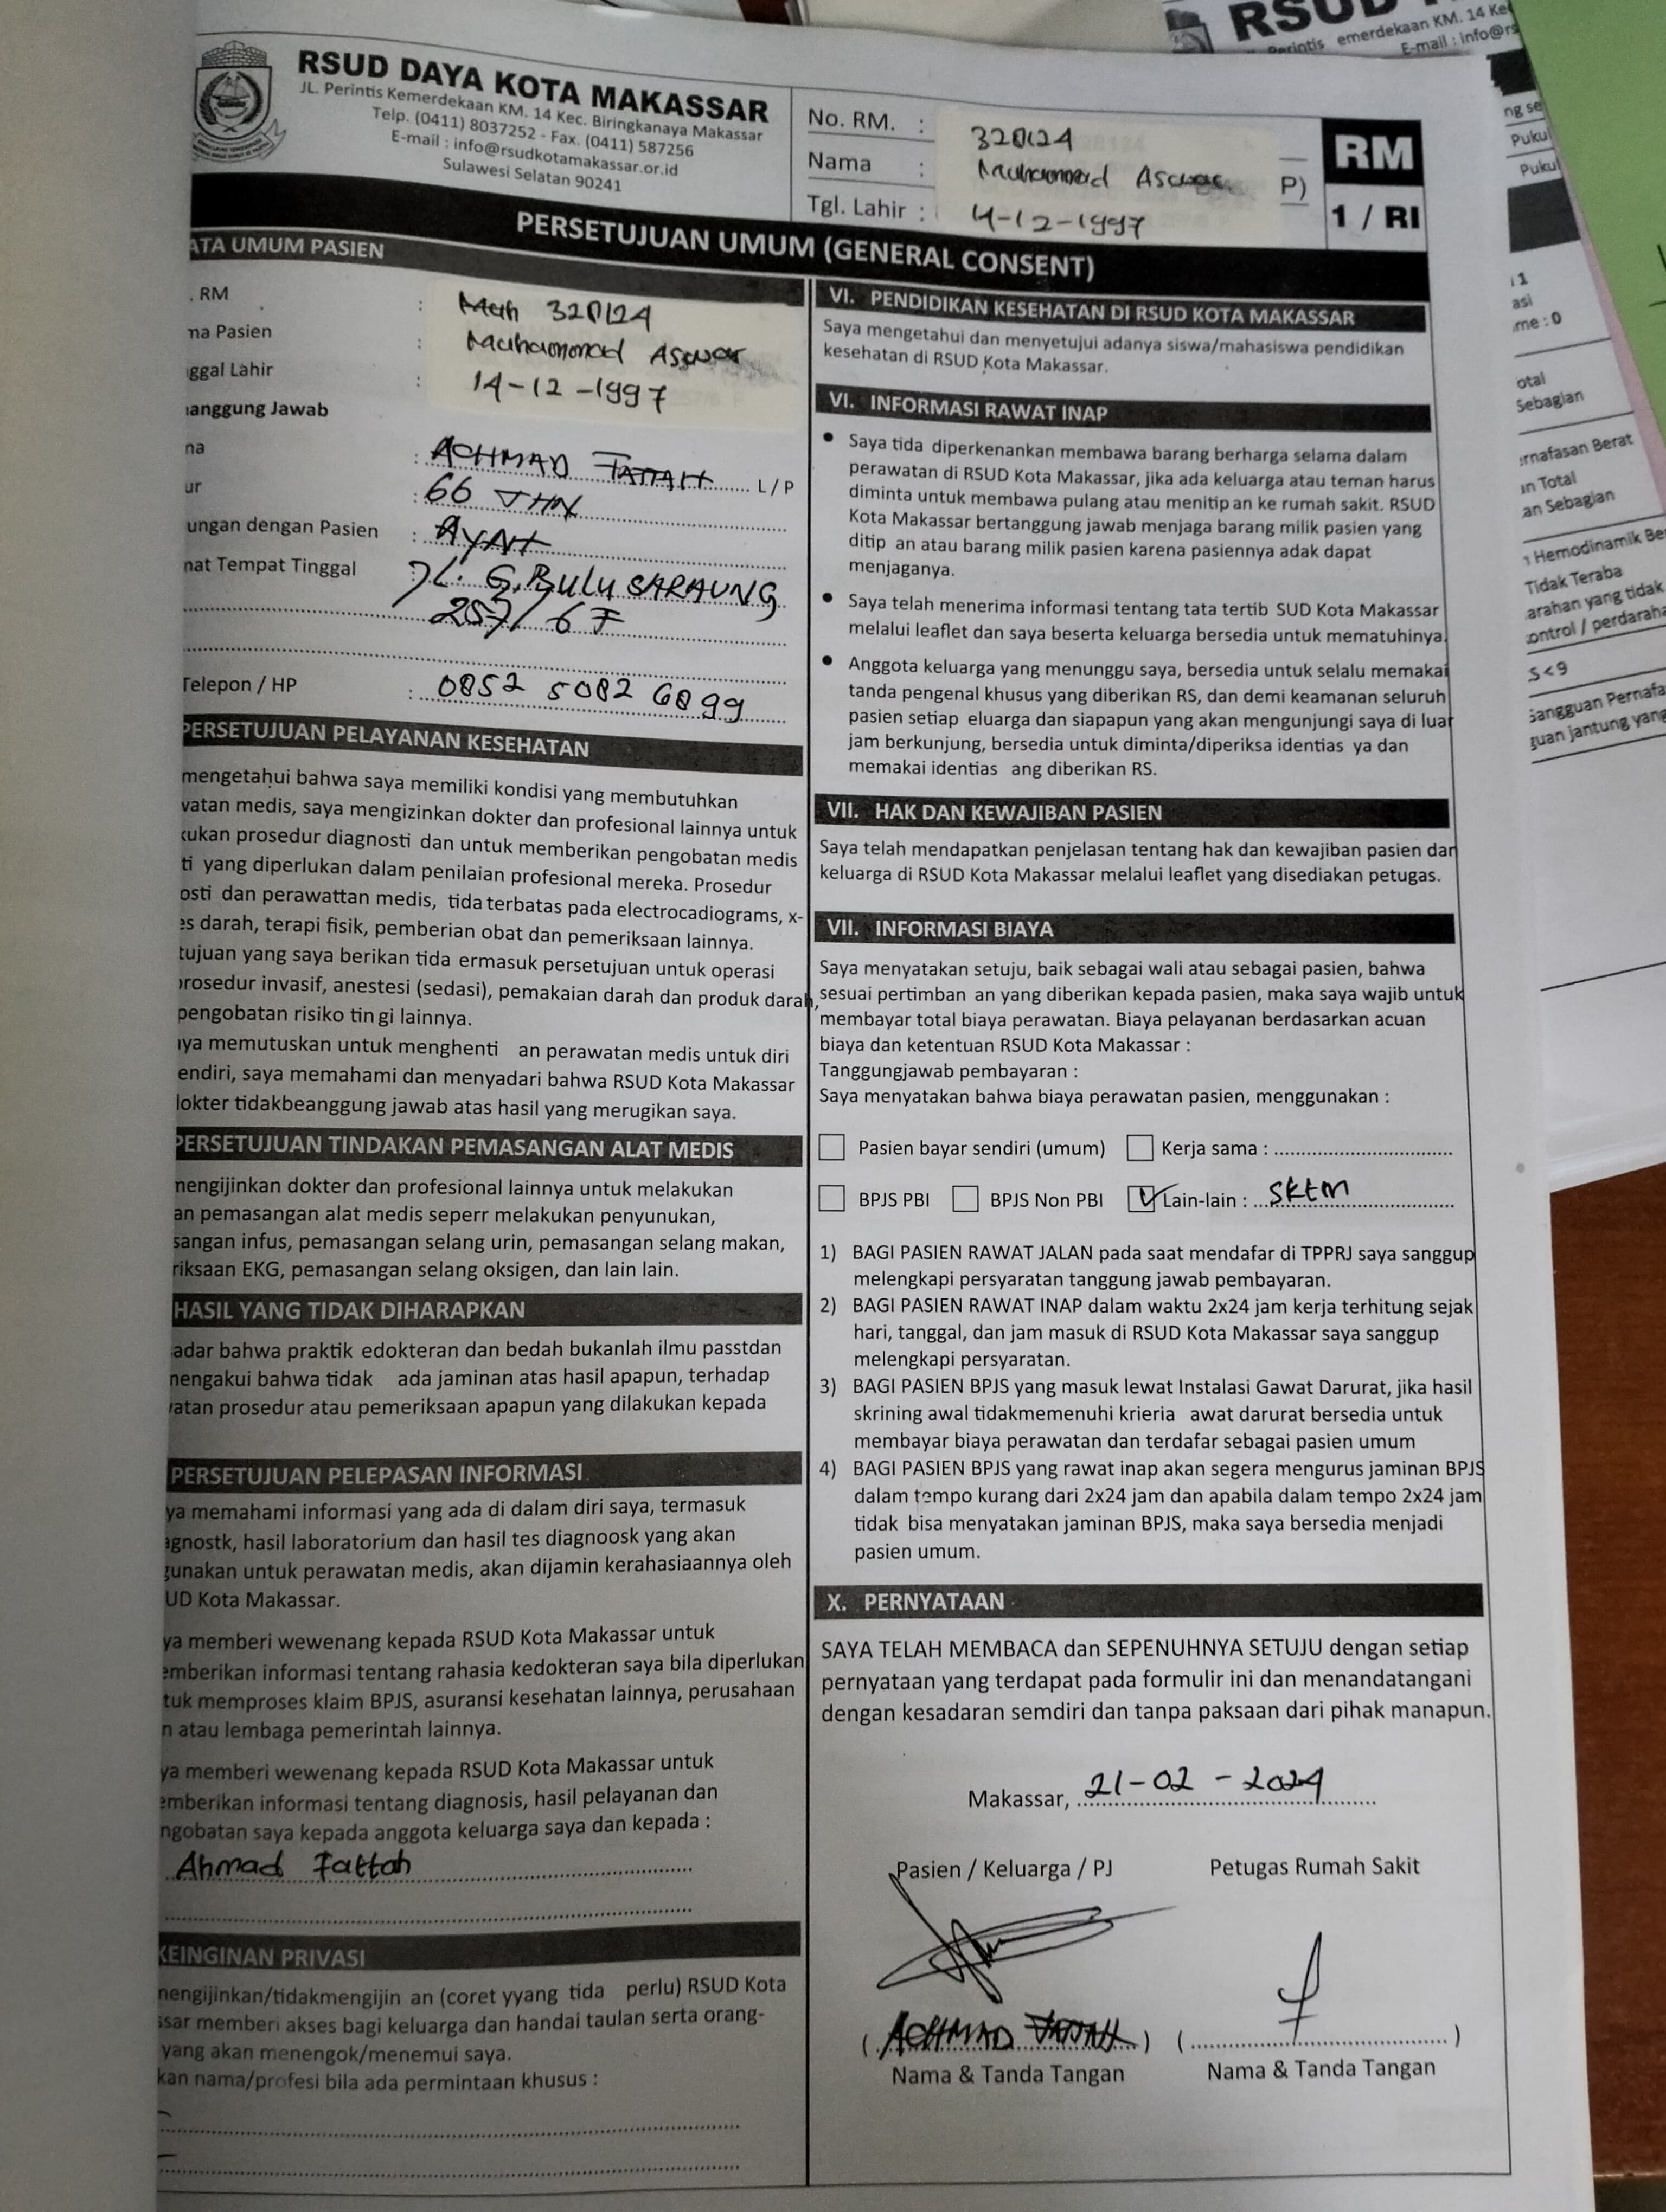 RSUD DAYA KOTA MAKASSAR
JL. Perintis Kemerdekaan KM. 14 Kec. Biringkanaya Makassar
Telp. (0411) 8037252 - Fax. (0411) 587256
E-mail : info@rsudkotamakassar.or.id
Sulawesi Selatan 90241
No. RM. : 320124
Nama :
Muhammad Aswar
P)
Tgl. Lahir : 14-12-1997
RM
1 / RI
PERSETUJUAN UMUM (GENERAL CONSENT)
ATA UMUM PASIEN
. RM : 320124
na Pasien : Muhammad Aswar
ggal Lahir : 14-12-1997
anggung Jawab
na : ACHMAD FATTAH L/P
ur : 66 THN
ungan dengan Pasien : AYAH
nat Tempat Tinggal JL. G. BULU SARAUNG
257/67
Telepon / HP : 0852 5082 6899
PERSETUJUAN PELAYANAN KESEHATAN
mengetahui bahwa saya memiliki kondisi yang membutuhkan
vatan medis, saya mengizinkan dokter dan profesional lainnya untuk
kukan prosedur diagnosti dan untuk memberikan pengobatan medis
ti yang diperlukan dalam penilaian profesional mereka. Prosedur
osti dan perawattan medis, tida terbatas pada electrocadiograms, x-
es darah, terapi fisik, pemberian obat dan pemeriksaan lainnya.
tujuan yang saya berikan tida ermasuk persetujuan untuk operasi
prosedur invasif, anestesi (sedasi), pemakaian darah dan produk darah,
pengobatan risiko tin gi lainnya.
ya memutuskan untuk menghenti an perawatan medis untuk diri
endiri, saya memahami dan menyadari bahwa RSUD Kota Makassar
lokter tidakbeanggung jawab atas hasil yang merugikan saya.
PERSETUJUAN TINDAKAN PEMASANGAN ALAT MEDIS
mengijinkan dokter dan profesional lainnya untuk melakukan
an pemasangan alat medis seperr melakukan penyunukan,
sangan infus, pemasangan selang urin, pemasangan selang makan,
riksaan EKG, pemasangan selang oksigen, dan lain lain.
HASIL YANG TIDAK DIHARAPKAN
adar bahwa praktik edokteran dan bedah bukanlah ilmu passtdan
nengakui bahwa tidak ada jaminan atas hasil apapun, terhadap
vatan prosedur atau pemeriksaan apapun yang dilakukan kepada
PERSETUJUAN PELEPASAN INFORMASI
ya memahami informasi yang ada di dalam diri saya, termasuk
agnostk, hasil laboratorium dan hasil tes diagnoosk yang akan
gunakan untuk perawatan medis, akan dijamin kerahasiaannya oleh
UD Kota Makassar.
ya memberi wewenang kepada RSUD Kota Makassar untuk
emberikan informasi tentang rahasia kedokteran saya bila diperlukan
tuk memproses klaim BPJS, asuransi kesehatan lainnya, perusahaan
n atau lembaga pemerintah lainnya.
ya memberi wewenang kepada RSUD Kota Makassar untuk
emberikan informasi tentang diagnosis, hasil pelayanan dan
ngobatan saya kepada anggota keluarga saya dan kepada :
Ahmad Fattah
KEINGINAN PRIVASI
nengijinkan/tidakmengijin an (coret yyang tida perlu) RSUD Kota
ssar memberi akses bagi keluarga dan handai taulan serta orang-
yang akan menengok/menemui saya.
kan nama/profesi bila ada permintaan khusus :
VI. PENDIDIKAN KESEHATAN DI RSUD KOTA MAKASSAR
Saya mengetahui dan menyetujui adanya siswa/mahasiswa pendidikan
kesehatan di RSUD Kota Makassar.
VI. INFORMASI RAWAT INAP
• Saya tida diperkenankan membawa barang berharga selama dalam
perawatan di RSUD Kota Makassar, jika ada keluarga atau teman harus
diminta untuk membawa pulang atau menitip an ke rumah sakit. RSUD
Kota Makassar bertanggung jawab menjaga barang milik pasien yang
ditip an atau barang milik pasien karena pasiennya adak dapat
menjaganya.
• Saya telah menerima informasi tentang tata tertib SUD Kota Makassar
melalui leaflet dan saya beserta keluarga bersedia untuk mematuhinya.
• Anggota keluarga yang menunggu saya, bersedia untuk selalu memakai
tanda pengenal khusus yang diberikan RS, dan demi keamanan seluruh
pasien setiap eluarga dan siapapun yang akan mengunjungi saya di luar
jam berkunjung, bersedia untuk diminta/diperiksa identias ya dan
memakai identias ang diberikan RS.
VII. HAK DAN KEWAJIBAN PASIEN
Saya telah mendapatkan penjelasan tentang hak dan kewajiban pasien dan
keluarga di RSUD Kota Makassar melalui leaflet yang disediakan petugas.
VII. INFORMASI BIAYA
Saya menyatakan setuju, baik sebagai wali atau sebagai pasien, bahwa
sesuai pertimban an yang diberikan kepada pasien, maka saya wajib untuk
membayar total biaya perawatan. Biaya pelayanan berdasarkan acuan
biaya dan ketentuan RSUD Kota Makassar :
Tanggungjawab pembayaran :
Saya menyatakan bahwa biaya perawatan pasien, menggunakan :
Pasien bayar sendiri (umum) Kerja sama :
BPJS PBI BPJS Non PBI Lain-lain : SKTM
1) BAGI PASIEN RAWAT JALAN pada saat mendafar di TPPRJ saya sanggup
melengkapi persyaratan tanggung jawab pembayaran.
2) BAGI PASIEN RAWAT INAP dalam waktu 2x24 jam kerja terhitung sejak
hari, tanggal, dan jam masuk di RSUD Kota Makassar saya sanggup
melengkapi persyaratan.
3) BAGI PASIEN BPJS yang masuk lewat Instalasi Gawat Darurat, jika hasil
skrining awal tidakmemenuhi krieria awat darurat bersedia untuk
membayar biaya perawatan dan terdafar sebagai pasien umum
4) BAGI PASIEN BPJS yang rawat inap akan segera mengurus jaminan BPJS
dalam tempo kurang dari 2x24 jam dan apabila dalam tempo 2x24 jam
tidak bisa menyatakan jaminan BPJS, maka saya bersedia menjadi
pasien umum.
X. PERNYATAAN
SAYA TELAH MEMBACA dan SEPENUHNYA SETUJU dengan setiap
pernyataan yang terdapat pada formulir ini dan menandatangani
dengan kesadaran semdiri dan tanpa paksaan dari pihak manapun.
Makassar, 21-02-2024
Pasien / Keluarga / PJ Petugas Rumah Sakit
( ACHMAD FATTAH ) ( )
Nama & Tanda Tangan Nama & Tanda Tangan
emerdekaan KM. 14 Kec
E-mail : info@rs
ng se
Puku
Puku
asi
me : 0
otal
Sebagian
rnafasan Berat
an Total
an Sebagian
Hemodinamik Be
Tidak Teraba
arahan yang tidak
ontrol / perdaraha
S<9
Gangguan Pernafa
guan jantung yang